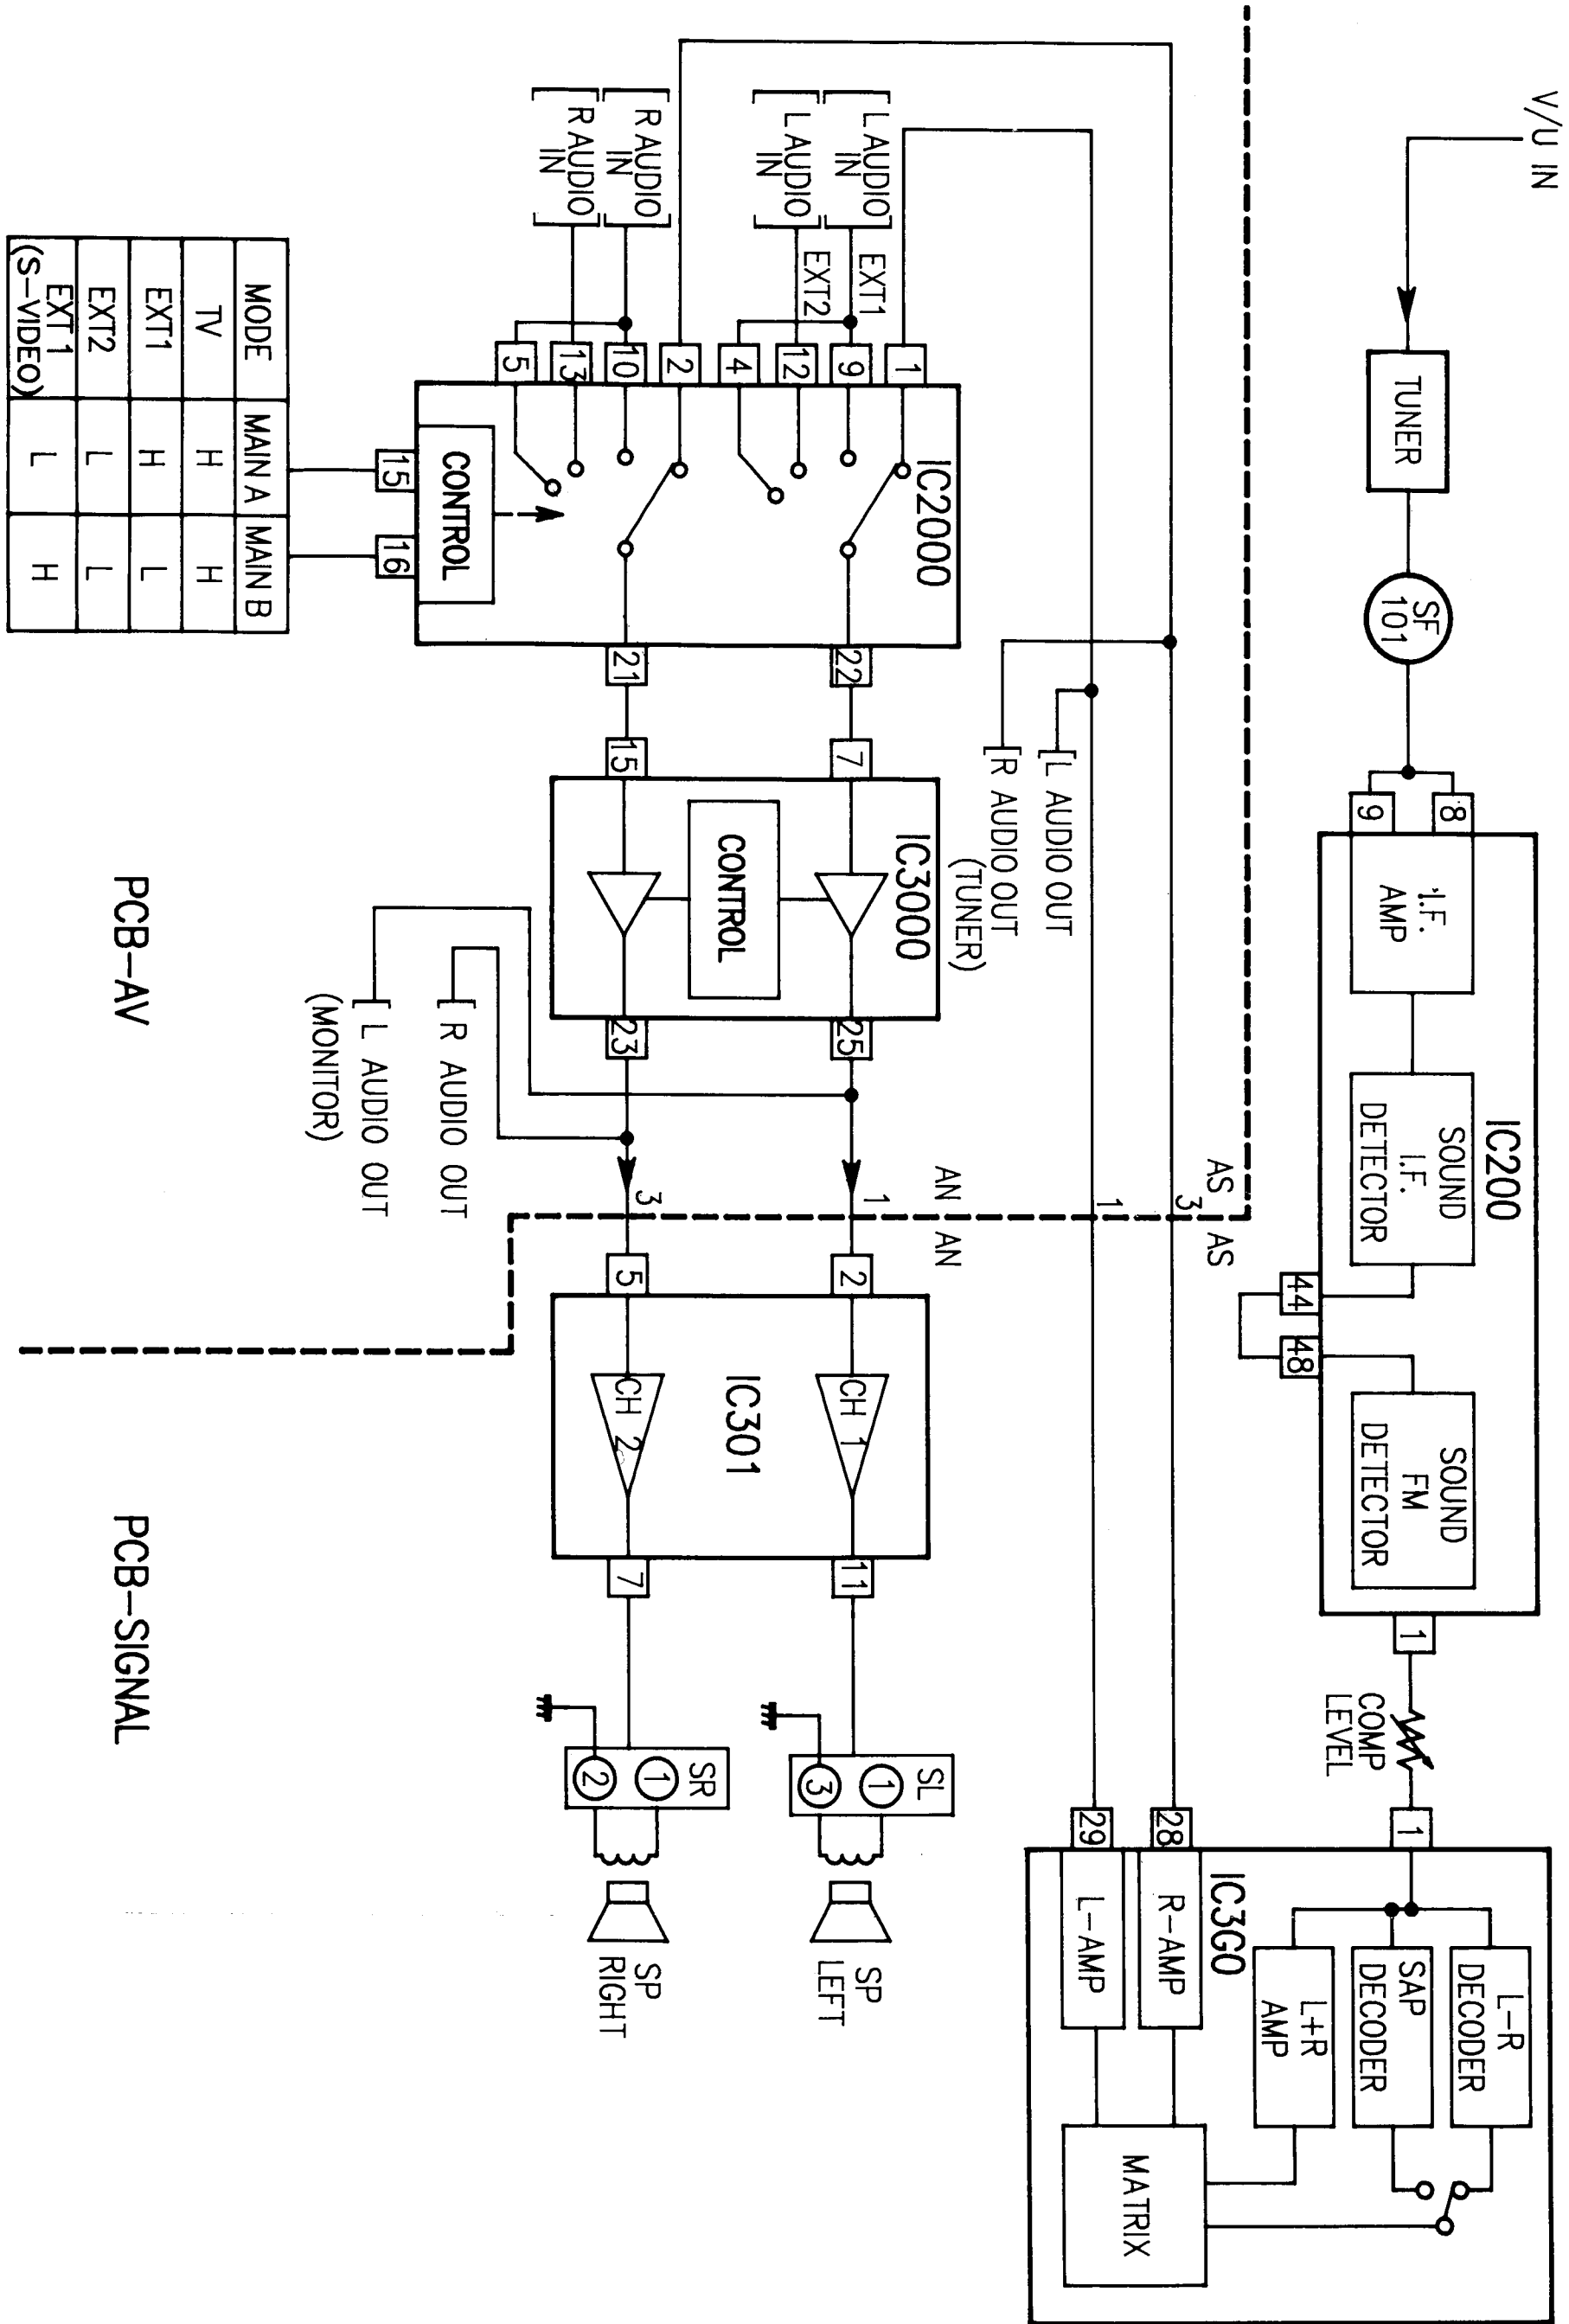 V/U IN
TUNER
SF
101
8
9
I.F.
AMP
IC200
SOUND
I.F.
DETECTOR
44
48
SOUND
FM
DETECTOR
1
COMP
LEVEL
1
IC3G0
L-R
DECODER
SAP
DECODER
L+R
AMP
28
R-AMP
29
L-AMP
MATRIX
AS
AS
3
1
AN
AN
L AUDIO OUT
R AUDIO OUT
(TUNER)
L AUDIO
IN
EXT1
L AUDIO
IN
EXT2
R AUDIO
IN
R AUDIO
IN
1
9
12
4
2
10
13
5
IC2000
CONTROL
15
16
22
21
7
15
IC3000
CONTROL
25
23
1
3
R AUDIO OUT
L AUDIO OUT
(MONITOR)
2
5
IC301
CH 1
CH 2
11
7
SL
1
3
SP
LEFT
SR
1
2
SP
RIGHT
MODE MAIN A MAIN B
TV H H
EXT1 H L
EXT2 L L
EXT1
(S-VIDEO) L H
PCB-AV
PCB-SIGNAL